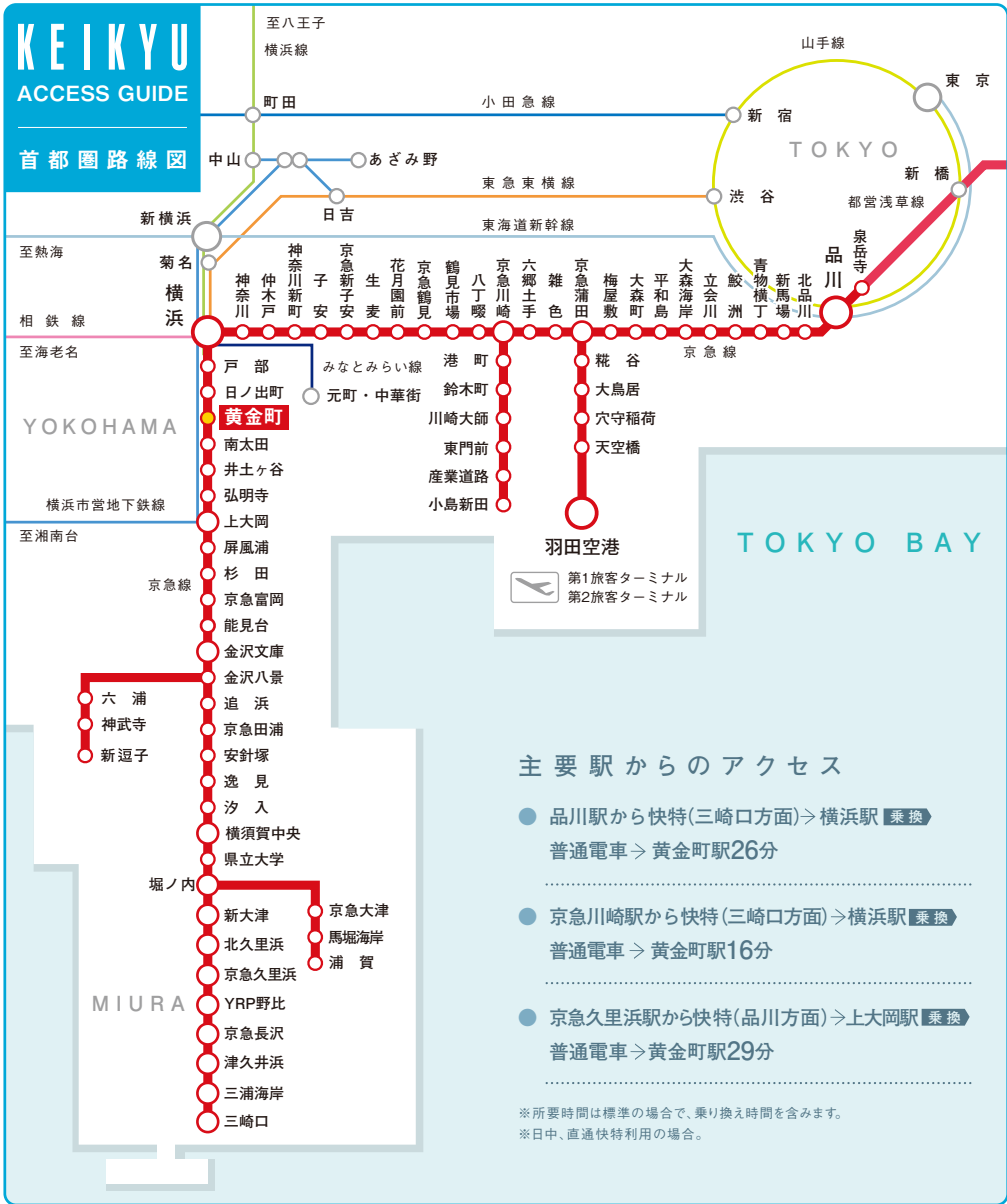 KEIKYU
ACCESS GUIDE
首都圏路線図
至八王子
横浜線
町田
小田急線
新宿
山手線
東京
TOKYO
中山
あざみ野
日吉
東急東横線
渋谷
新橋
都営浅草線
新横浜
東海道新幹線
泉岳寺
至熱海
菊名
横浜
神奈川
仲木戸
神奈川新町
子安
京急新子安
生麦
花月園前
京急鶴見
鶴見市場
八丁畷
京急川崎
六郷土手
雑色
京急蒲田
梅屋敷
大森町
平和島
大森海岸
立会川
鮫洲
青物横丁
新馬場
北品川
品川
相鉄線
至海老名
京急線
みなとみらい線
元町・中華街
戸部
日ノ出町
黄金町
YOKOHAMA
南太田
井土ヶ谷
弘明寺
横浜市営地下鉄線
上大岡
至湘南台
屏風浦
杉田
京急線
京急富岡
能見台
金沢文庫
金沢八景
六浦
神武寺
新逗子
追浜
京急田浦
安針塚
逸見
汐入
横須賀中央
県立大学
堀ノ内
京急大津
馬堀海岸
浦賀
新大津
北久里浜
京急久里浜
MIURA
YRP野比
京急長沢
津久井浜
三浦海岸
三崎口
港町
鈴木町
川崎大師
東門前
産業道路
小島新田
糀谷
大鳥居
穴守稲荷
天空橋
羽田空港
第1旅客ターミナル
第2旅客ターミナル
TOKYO BAY
主要駅からのアクセス
● 品川駅から快特(三崎口方面)→横浜駅 乗換
普通電車→黄金町駅26分
● 京急川崎駅から快特(三崎口方面)→横浜駅 乗換
普通電車→黄金町駅16分
● 京急久里浜駅から快特(品川方面)→上大岡駅 乗換
普通電車→黄金町駅29分
※所要時間は標準の場合で、乗り換え時間を含みます。
※日中、直通快特利用の場合。